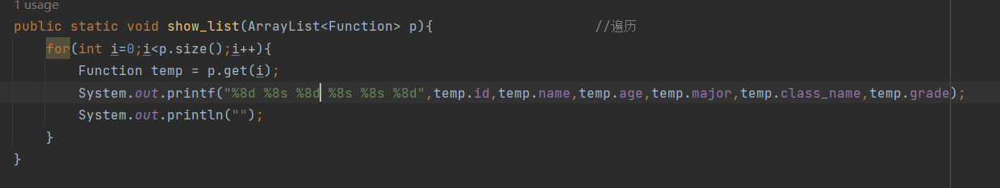 1 usage
public static void show_list(ArrayList<Function> p){ //遍历
for(int i=0;i<p.size();i++){
Function temp = p.get(i);
System.out.printf("%8d %8s %8d %8s %8s %8d",temp.id,temp.name,temp.age,temp.major,temp.class_name,temp.grade);
System.out.println("");
}
}